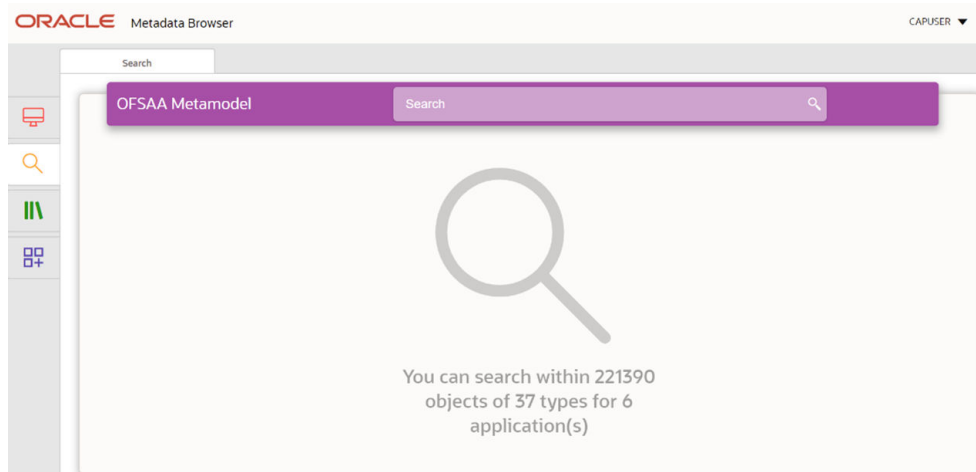 ORACLE Metadata Browser
CAPUSER
Search
OFSAA Metamodel
Search
You can search within 221390
objects of 37 types for 6
application(s)